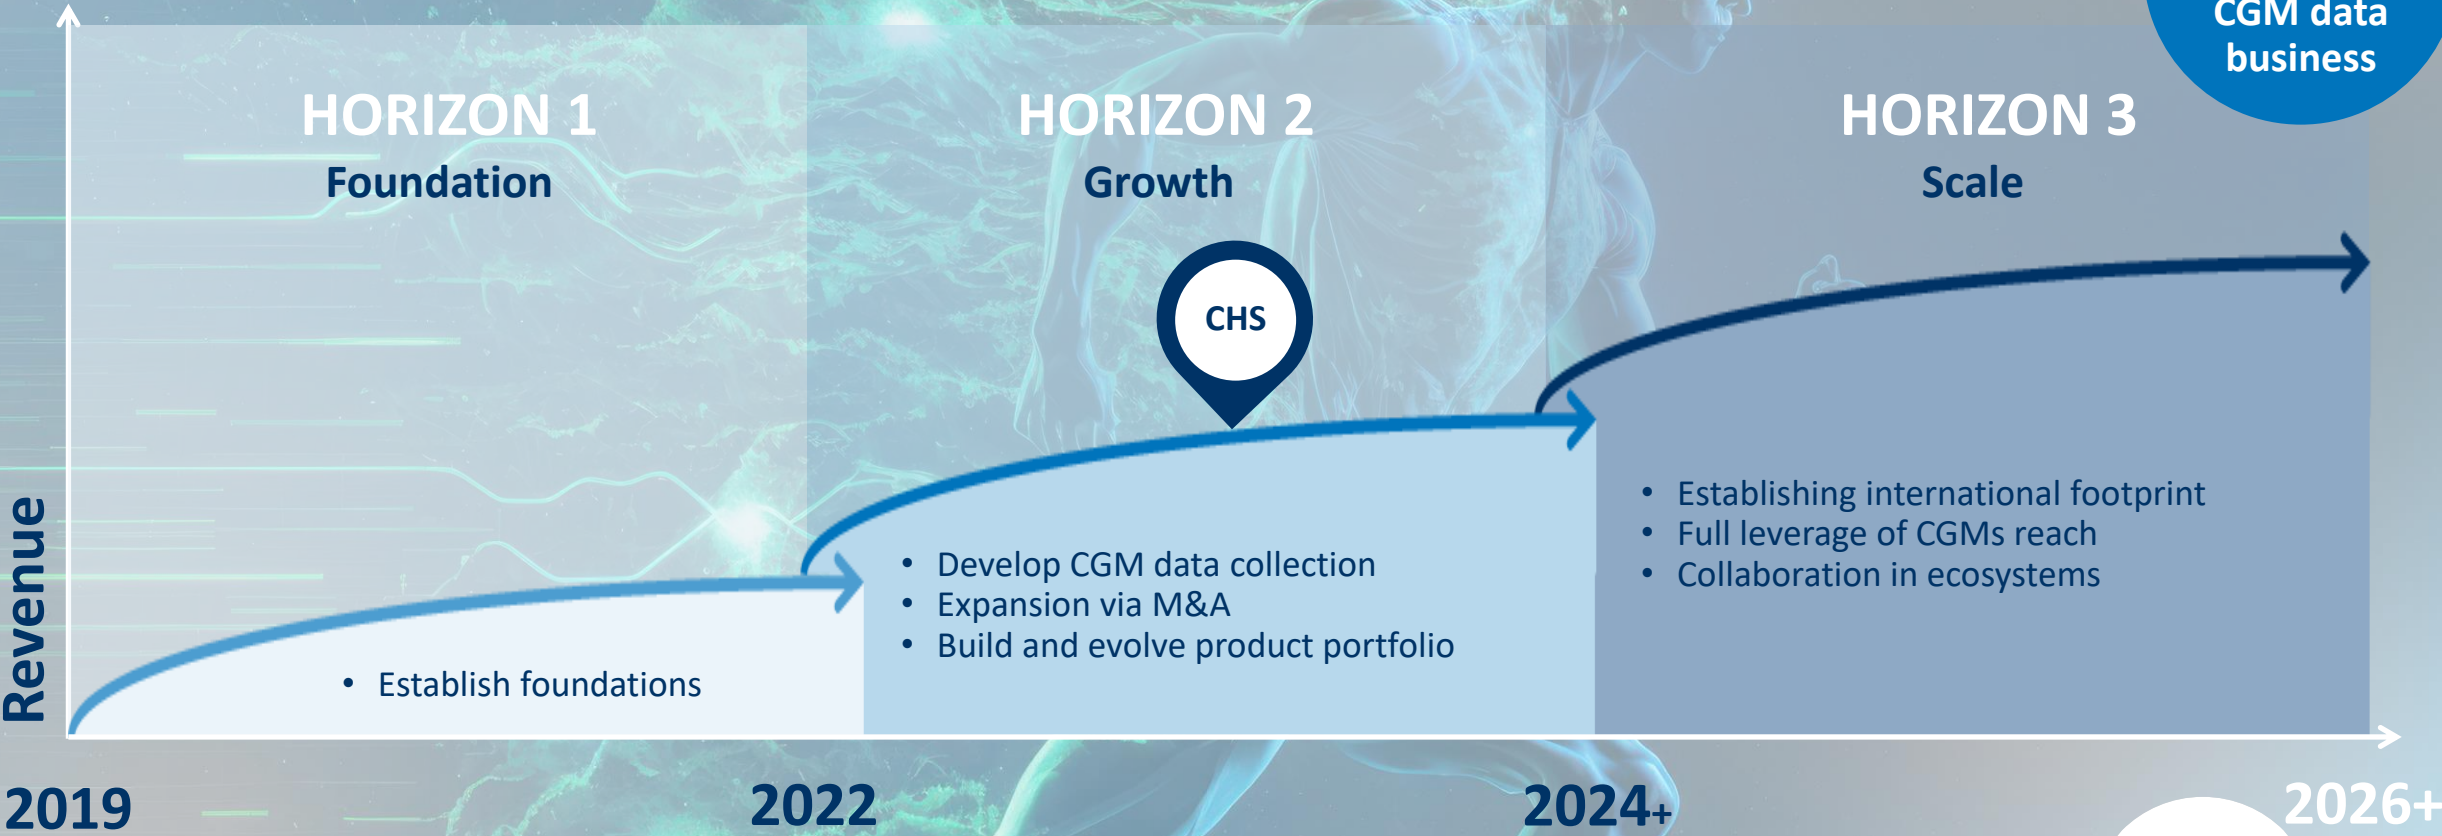 CGM data
business
HORIZON 1
Foundation
HORIZON 2
Growth
HORIZON 3
Scale
CHS
Revenue
• Establish foundations
• Develop CGM data collection
• Expansion via M&A
• Build and evolve product portfolio
• Establishing international footprint
• Full leverage of CGMs reach
• Collaboration in ecosystems
2019
2022
2024+
2026+